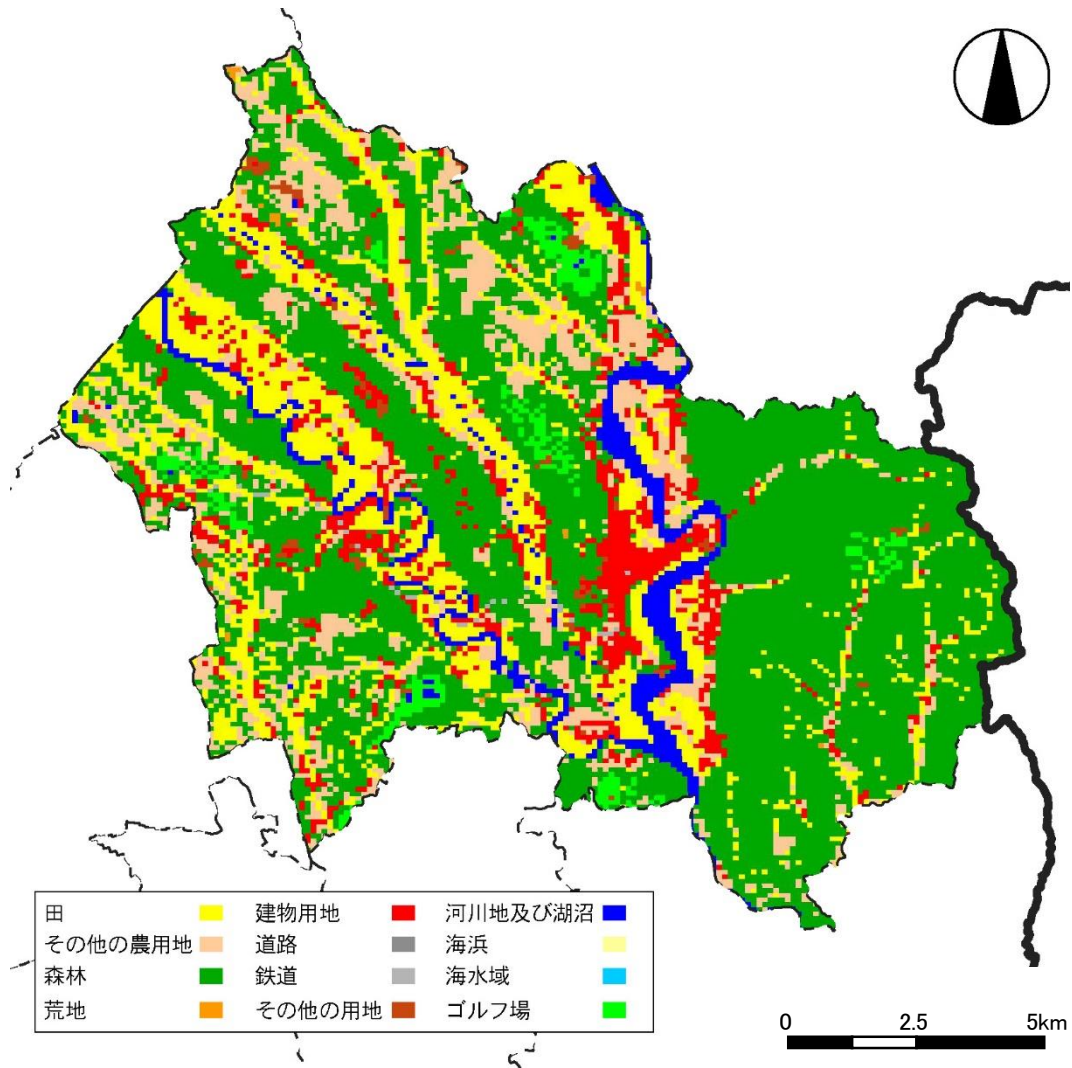 田 建物用地 河川地及び湖沼
その他の農用地 道路 海浜
森林 鉄道 海水域
荒地 その他の用地 ゴルフ場
0 2.5 5km